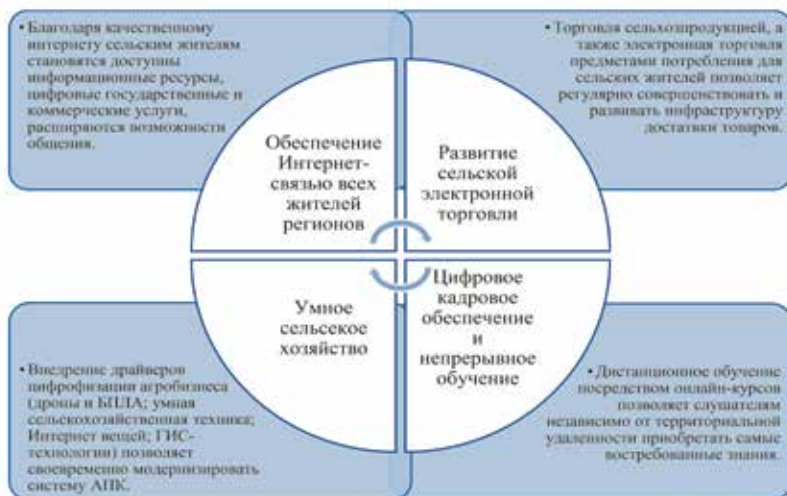 • Благодаря качественному
интернету сельским жителям
становятся доступны
информационные ресурсы,
цифровые государственные и
коммерческие услуги,
расширяются возможности
общения.
• Торговля сельхозпродукцией, а
также электронная торговля
предметами потребления для
сельских жителей позволяет
регулярно совершенствовать и
развивать инфраструктуру
доставки товаров.
Обеспечение
Интернет-
связью всех
жителей
регионов
Развитие
сельской
электронной
торговли
Умное
сельсекое
хозяйство
Цифровое
кадровое
обеспечение
и
непрерывное
обучение
• Внедрение драйверов
цифрофизации агробизнеса
(дроны и БПЛА; умная
сельскохозяйственная техника;
Интернет вещей; ГИС-
технологии) позволяет
своевременно модернизировать
систему АПК.
• Дистанционное обучение
посредством онлайн-курсов
позволяет слушателям
независимо от территориальной
удаленности приобретать самые
востребованные знания.